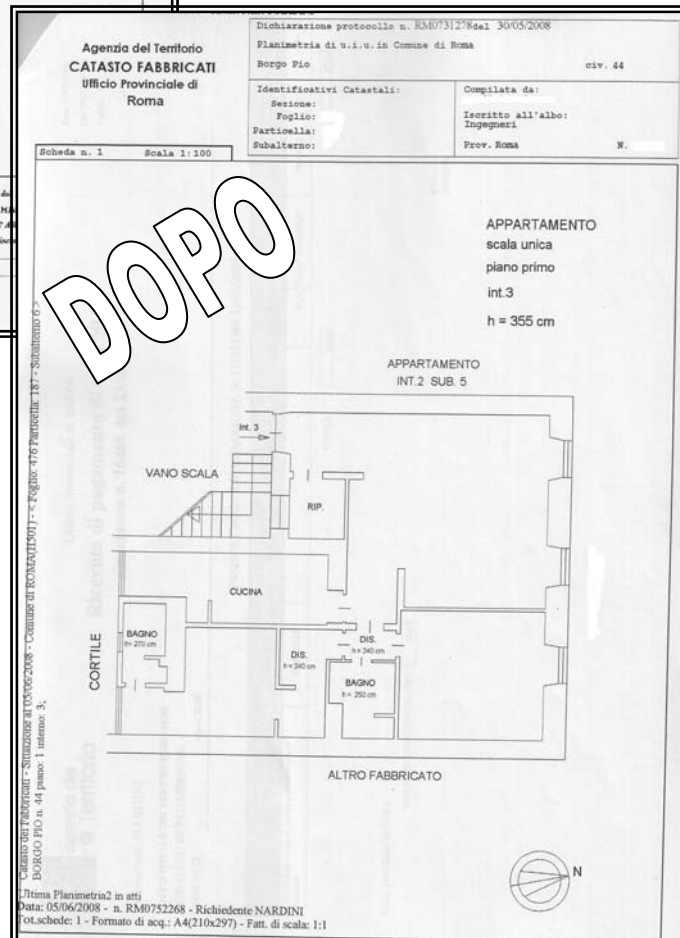 Agenzia del Territorio
CATASTO FABBRICATI
Ufficio Provinciale di
Roma
Dichiarazione protocollo n. RM0731278del 30/05/2008
Planimetria di u.i.u. in Comune di Roma
Borgo Pio civ. 44
Identificativi Catastali:
Sezione:
Foglio:
Particella:
Subalterno:
Compilata da:
Iscritto all'albo:
Ingegneri
Prov. Roma N.
Scheda n. 1 Scala 1:100
DOPO
APPARTAMENTO
scala unica
piano primo
int.3
h = 355 cm
APPARTAMENTO
INT.2 SUB. 5
Int. 3
VANO SCALA
RIP.
CUCINA
BAGNO
h= 270 cm
DIS.
h = 240 cm
DIS.
h = 240 cm
BAGNO
h = 250 cm
CORTILE
ALTRO FABBRICATO
N
Catasto dei Fabbricati - Situazione al 05/06/2008 - Comune di ROMA(H501) - < Foglio: 476 Particella: 187 - Subalterno 6 >
BORGO PIO n. 44 piano: 1 interno: 3;
Ultima Planimetria2 in atti
Data: 05/06/2008 - n. RM0752268 - Richiedente NARDINI
Tot.schede: 1 - Formato di acq.: A4(210x297) - Fatt. di scala: 1:1